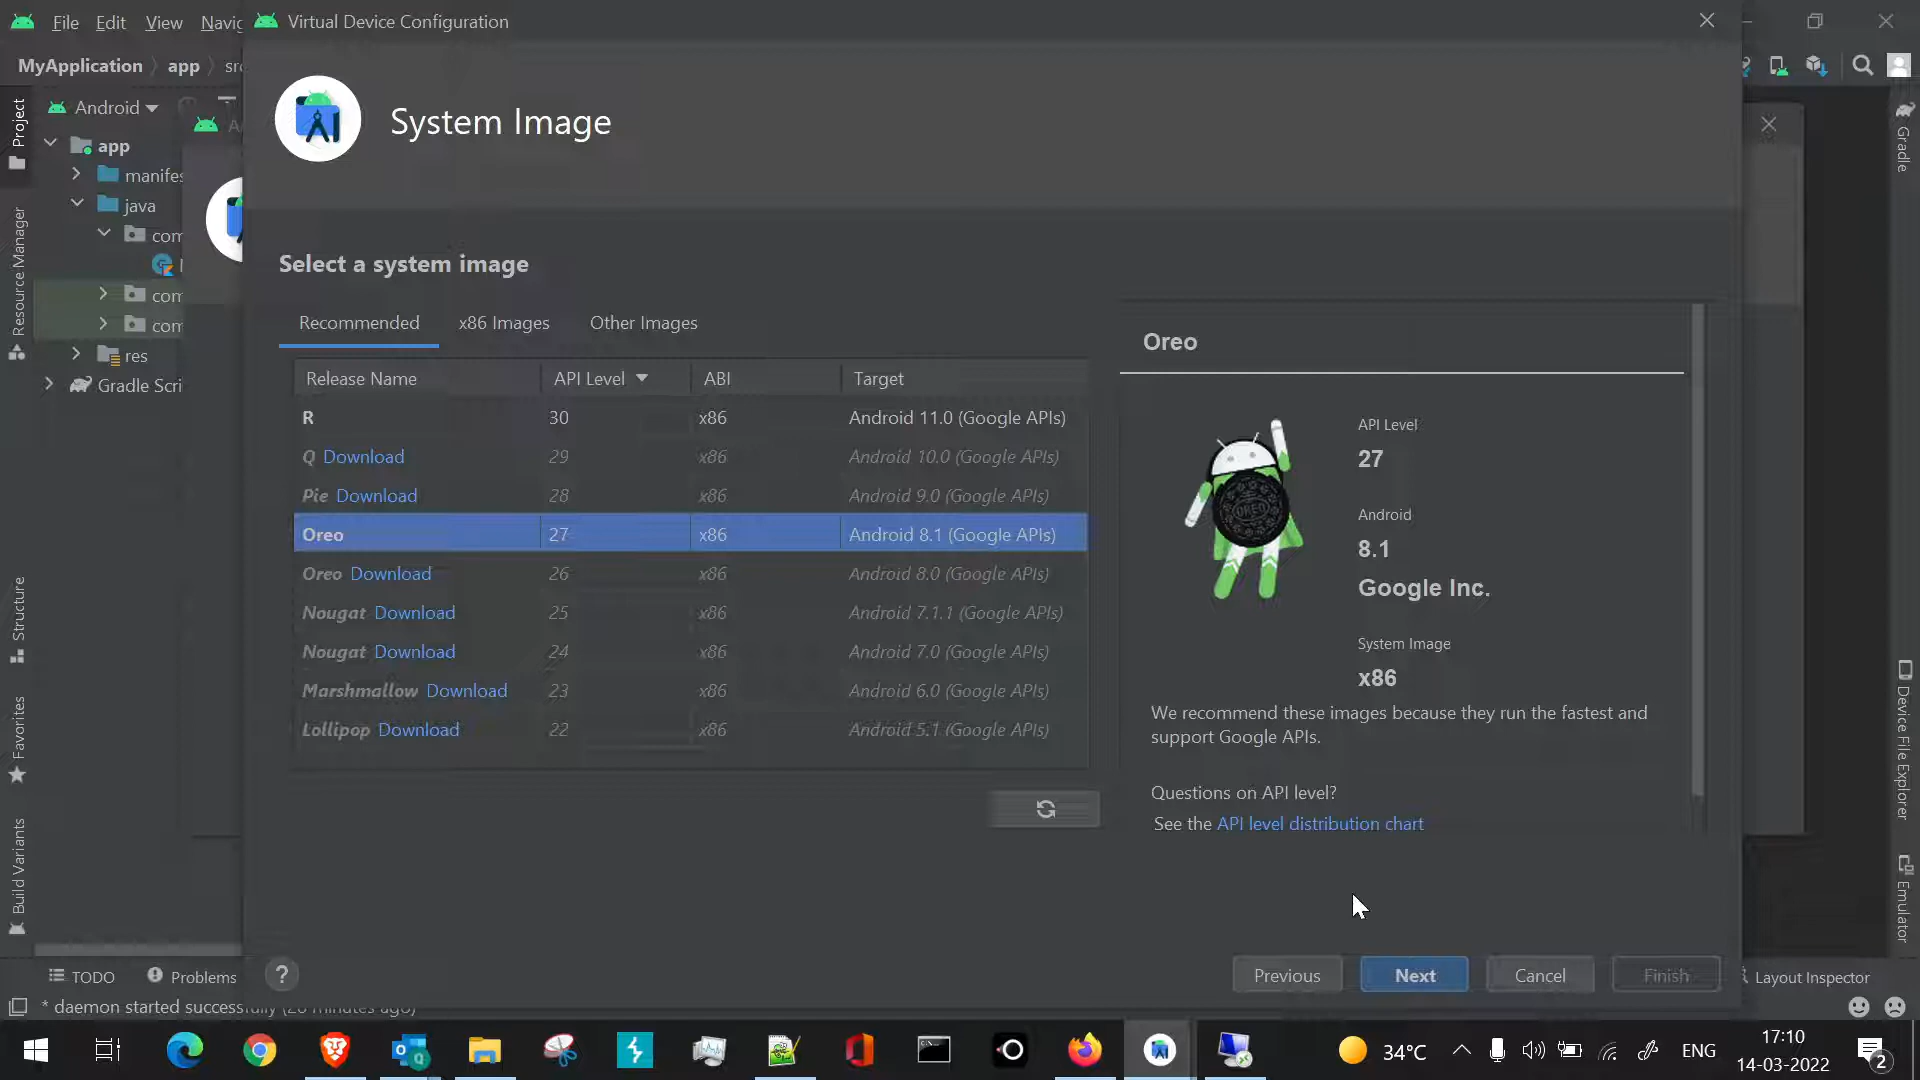 File Edit View Navig
Virtual Device Configuration
MyApplication app src
System Image
Android
Project
Resource Manager
Structure
Favorites
Build Variants
app
manifes
java
com
com
com
res
Gradle Scri
Select a system image
Recommended x86 Images Other Images
Release Name API Level ABI Target
R 30 x86 Android 11.0 (Google APIs)
Q Download 29 x86 Android 10.0 (Google APIs)
Pie Download 28 x86 Android 9.0 (Google APIs)
Oreo 27 x86 Android 8.1 (Google APIs)
Oreo Download 26 x86 Android 8.0 (Google APIs)
Nougat Download 25 x86 Android 7.1.1 (Google APIs)
Nougat Download 24 x86 Android 7.0 (Google APIs)
Marshmallow Download 23 x86 Android 6.0 (Google APIs)
Lollipop Download 22 x86 Android 5.1 (Google APIs)
Oreo
OREO
API Level
27
Android
8.1
Google Inc.
System Image
x86
We recommend these images because they run the fastest and
support Google APIs.
Questions on API level?
See the API level distribution chart
Gradle
Device File Explorer
Emulator
? Previous Next Cancel Finish
TODO Problems Layout Inspector
* daemon started successfully (26 minutes ago)
34°C ENG 17:10
14-03-2022
2